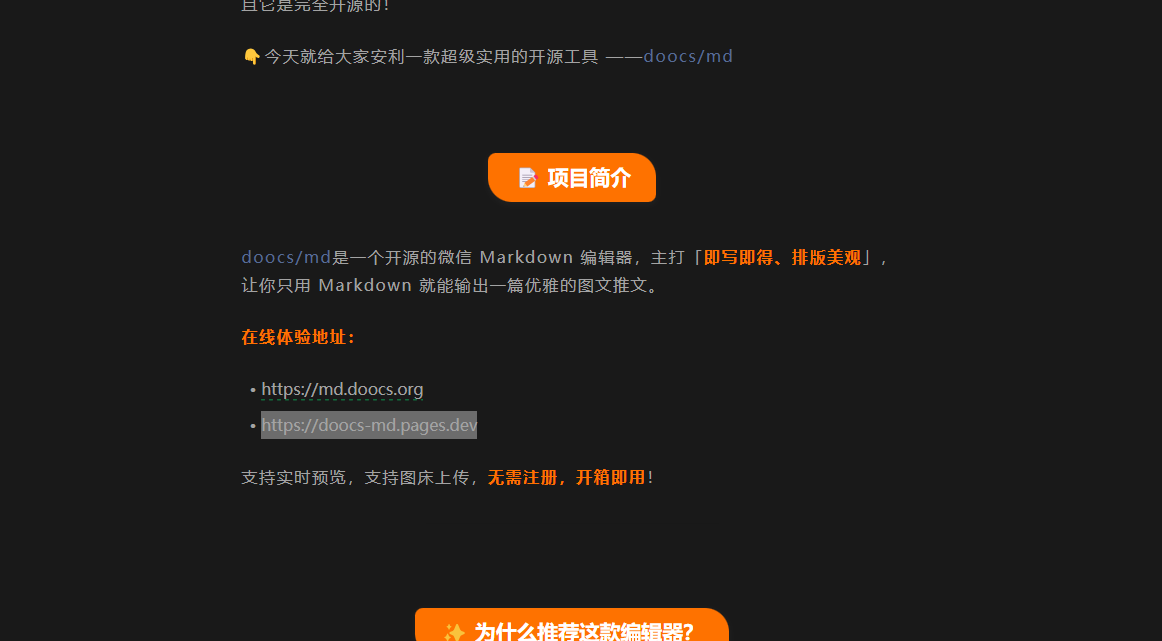 且它是完全开源的！
👇今天就给大家安利一款超级实用的开源工具 ——doocs/md
📝 项目简介
doocs/md是一个开源的微信 Markdown 编辑器，主打「即写即得、排版美观」，
让你只用 Markdown 就能输出一篇优雅的图文推文。
在线体验地址：
• https://md.doocs.org
• https://doocs-md.pages.dev
支持实时预览，支持图床上传，无需注册，开箱即用！
✨ 为什么推荐这款编辑器？